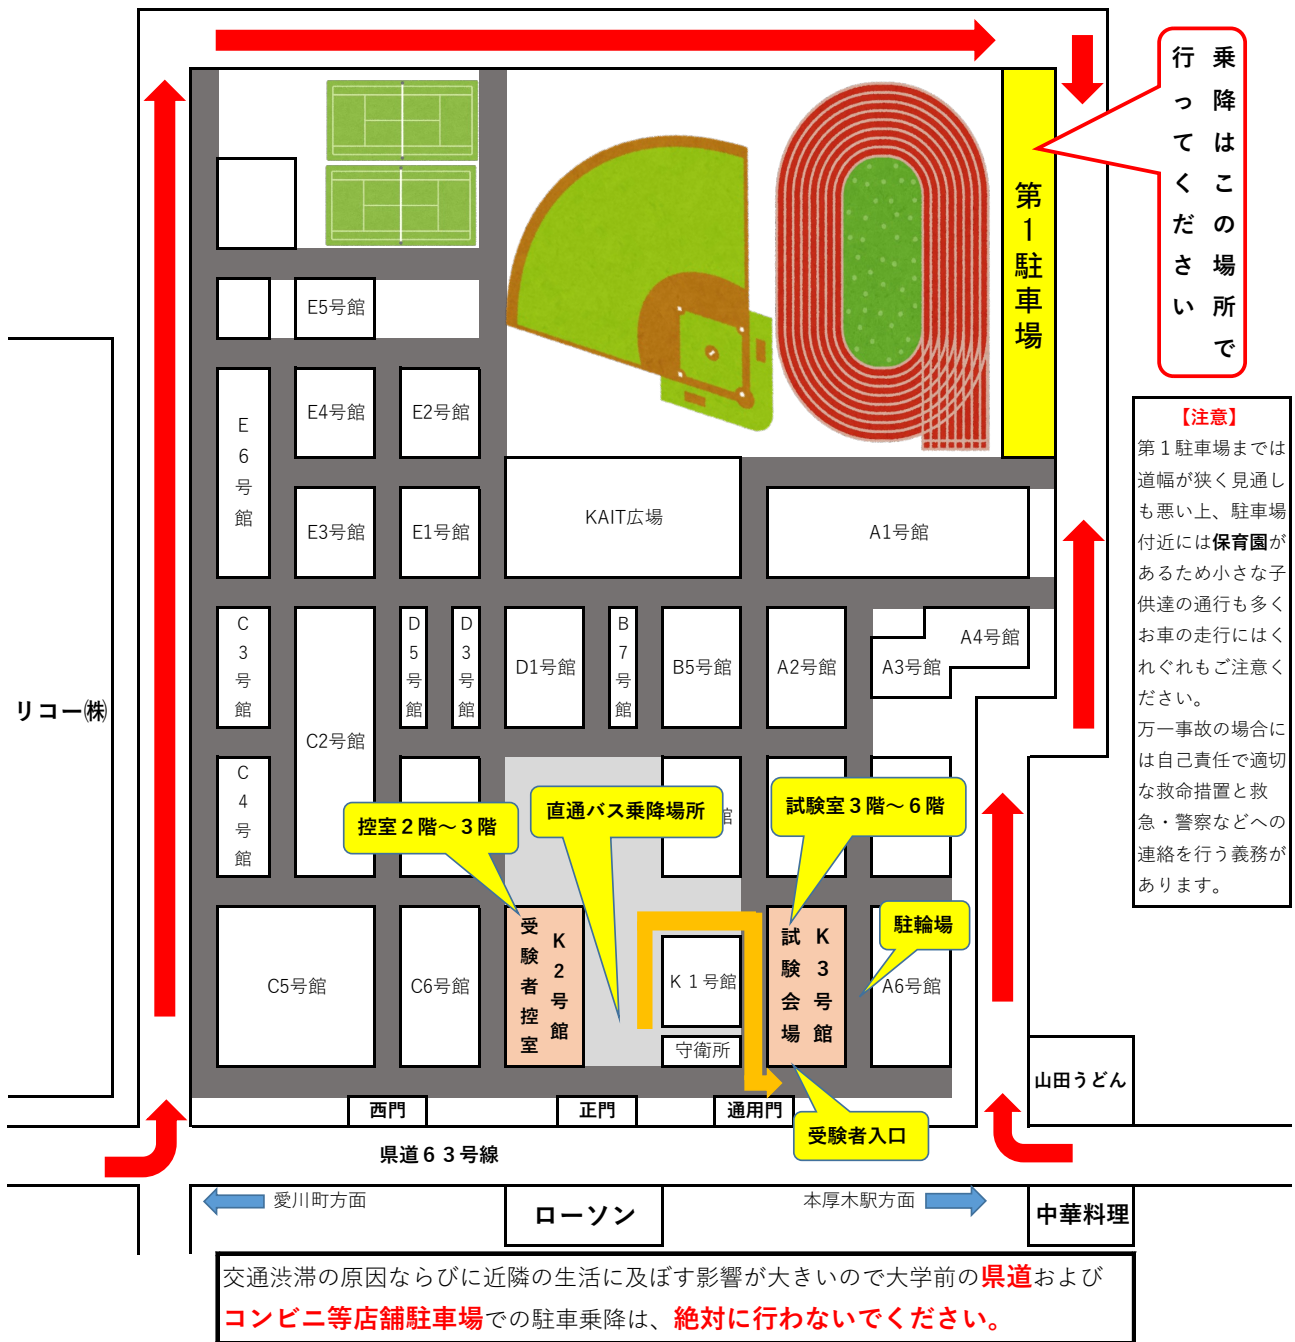 乗降はこの場所で
行ってください
第1駐車場
【注意】
第１駐車場までは
道幅が狭く見通し
も悪い上、駐車場
付近には保育園が
あるため小さな子
供達の通行も多く
お車の走行にはく
れぐれもご注意く
ださい。
万一事故の場合に
は自己責任で適切
な救命措置と救
急・警察などへの
連絡を行う義務が
あります。
E5号館
E6号館
E4号館
E2号館
E3号館
E1号館
KAIT広場
A1号館
C3号館
C2号館
D5号館
D3号館
D1号館
B7号館
B5号館
A2号館
A3号館
A4号館
リコー㈱
C4号館
控室２階～３階
直通バス乗降場所
館
試験室３階～６階
C5号館
C6号館
K2号館
受験者控室
K１号館
守衛所
K3号館
試験会場
駐輪場
A6号館
山田うどん
西門
正門
通用門
受験者入口
県道６３号線
愛川町方面
ローソン
本厚木駅方面
中華料理
交通渋滞の原因ならびに近隣の生活に及ぼす影響が大きいので大学前の県道および
コンビニ等店舗駐車場での駐車乗降は、絶対に行わないでください。